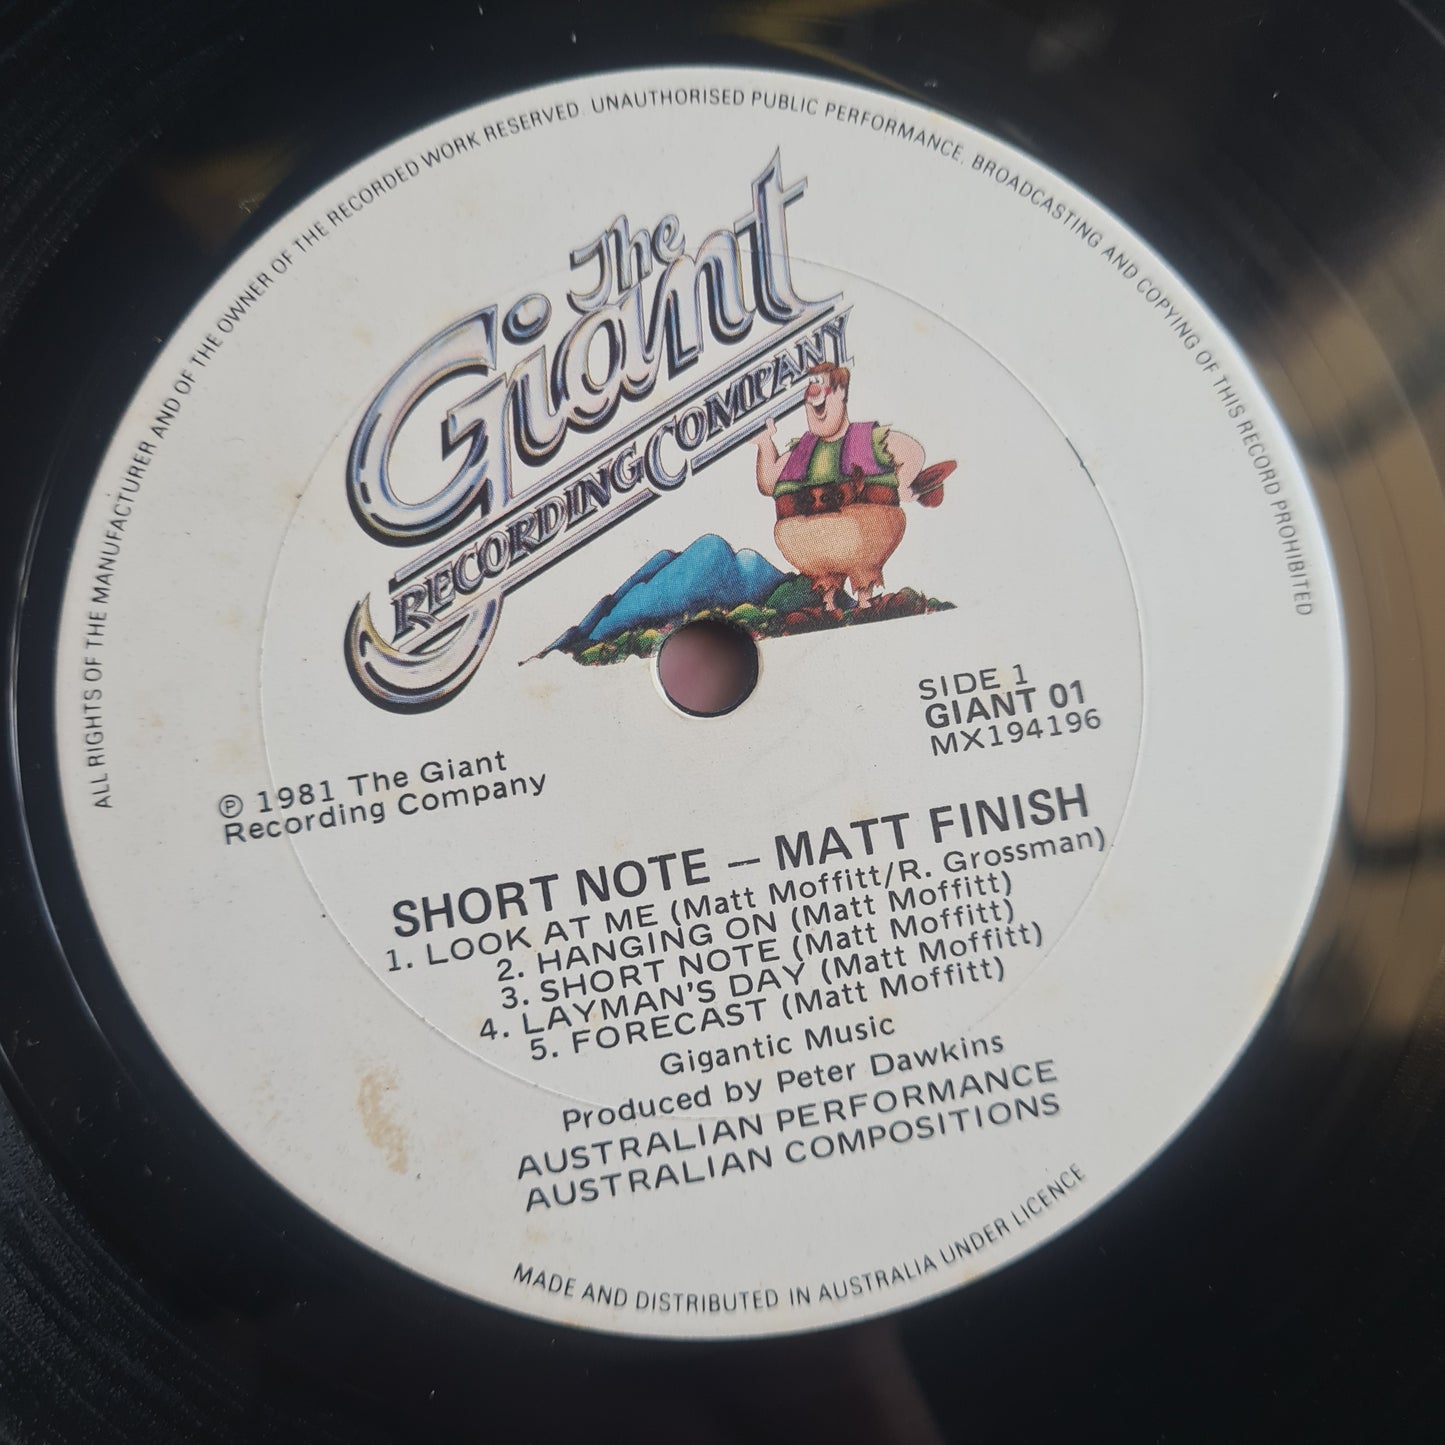 ALL RIGHTS OF THE MANUFACTURER AND OF THE OWNER OF THE RECORDED WORK RESERVED. UNAUTHORISED PUBLIC PERFORMANCE, BROADCASTING AND COPYING OF THIS RECORD PROHIBITED
The
Giant
RECORDING COMPANY
SIDE 1
GIANT 01
MX194196
℗ 1981 The Giant
Recording Company
SHORT NOTE — MATT FINISH
1. LOOK AT ME (Matt Moffitt/R. Grossman)
2. HANGING ON (Matt Moffitt)
3. SHORT NOTE (Matt Moffitt)
4. LAYMAN'S DAY (Matt Moffitt)
5. FORECAST (Matt Moffitt)
Gigantic Music
Produced by Peter Dawkins
AUSTRALIAN PERFORMANCE
AUSTRALIAN COMPOSITIONS
MADE AND DISTRIBUTED IN AUSTRALIA UNDER LICENCE